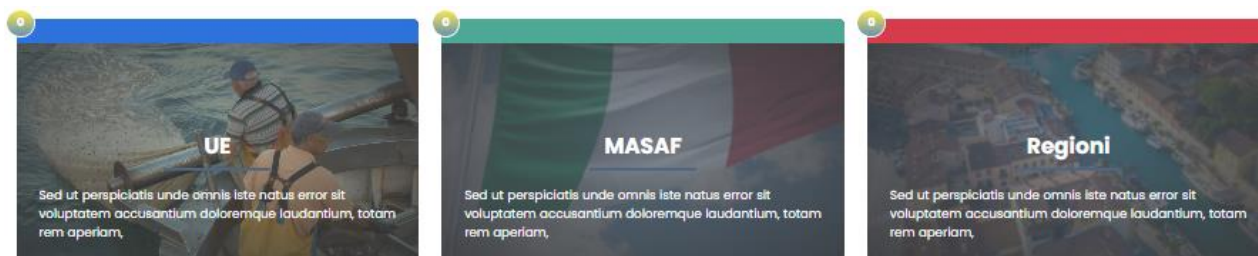 0
UE
Sed ut perspiciatis unde omnis iste natus error sit
voluptatem accusantium doloremque laudantium, totam
rem aperiam,
0
MASAF
Sed ut perspiciatis unde omnis iste natus error sit
voluptatem accusantium doloremque laudantium, totam
rem aperiam,
0
Regioni
Sed ut perspiciatis unde omnis iste natus error sit
voluptatem accusantium doloremque laudantium, totam
rem aperiam,